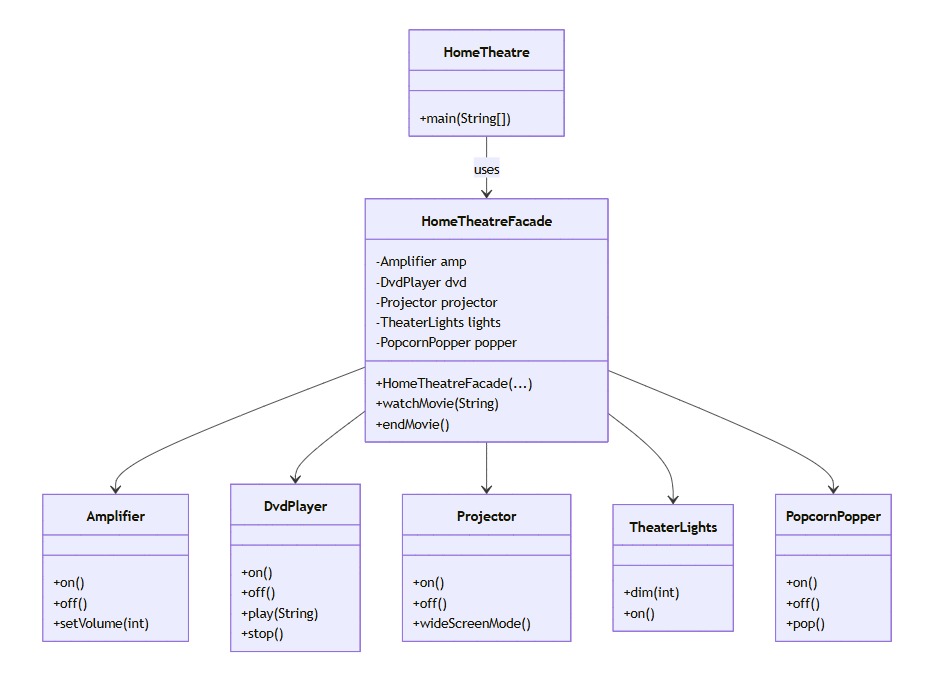 HomeTheatre
+main(String[])
uses
HomeTheatreFacade
-Amplifier amp
-DvdPlayer dvd
-Projector projector
-TheaterLights lights
-PopcornPopper popper
+HomeTheatreFacade(...)
+watchMovie(String)
+endMovie()
Amplifier
+on()
+off()
+setVolume(int)
DvdPlayer
+on()
+off()
+play(String)
+stop()
Projector
+on()
+off()
+wideScreenMode()
TheaterLights
+dim(int)
+on()
PopcornPopper
+on()
+off()
+pop()